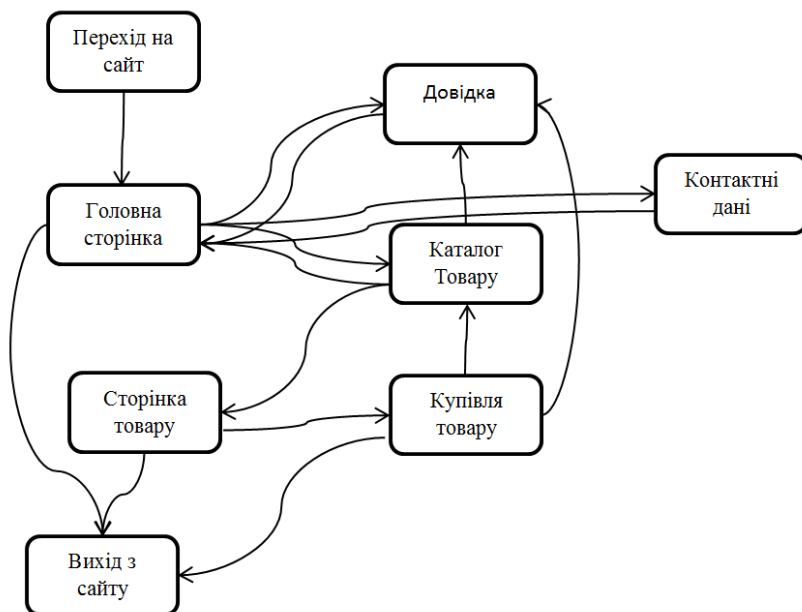 Перехід на
сайт
Довідка
Головна
сторінка
Контактні
дані
Каталог
Товару
Сторінка
товару
Купівля
товару
Вихід з
сайту